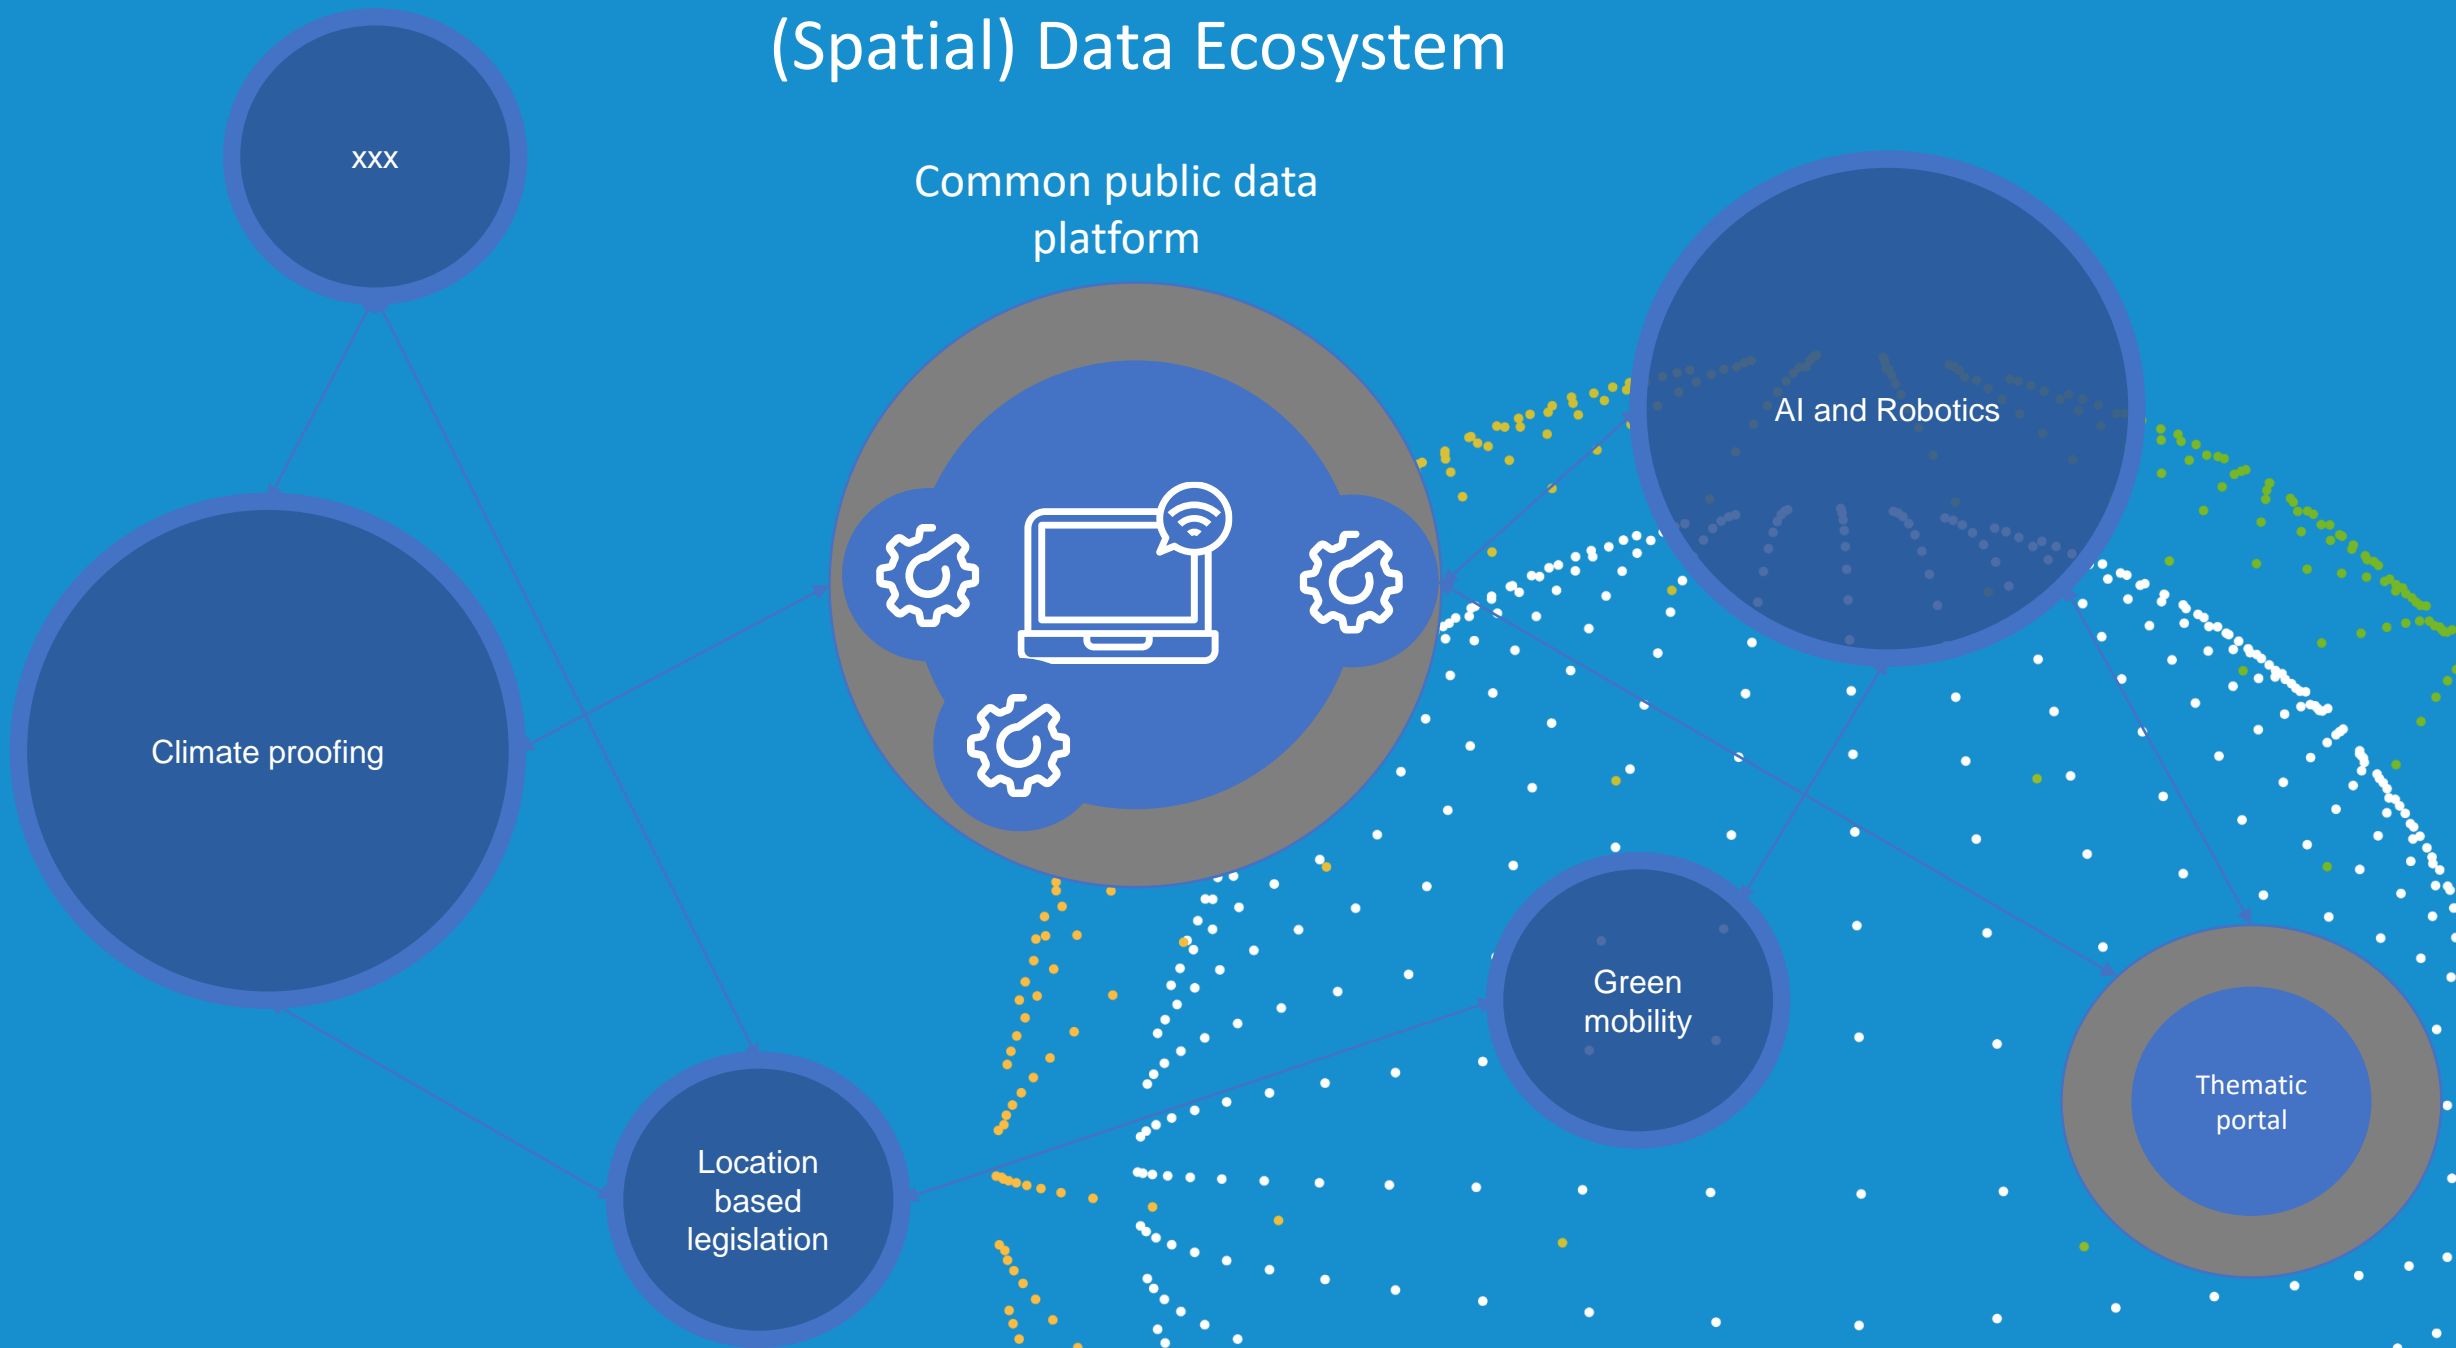 (Spatial) Data Ecosystem
xxx
Common public data
platform
AI and Robotics
Climate proofing
Green
mobility
Thematic
portal
Location
based
legislation